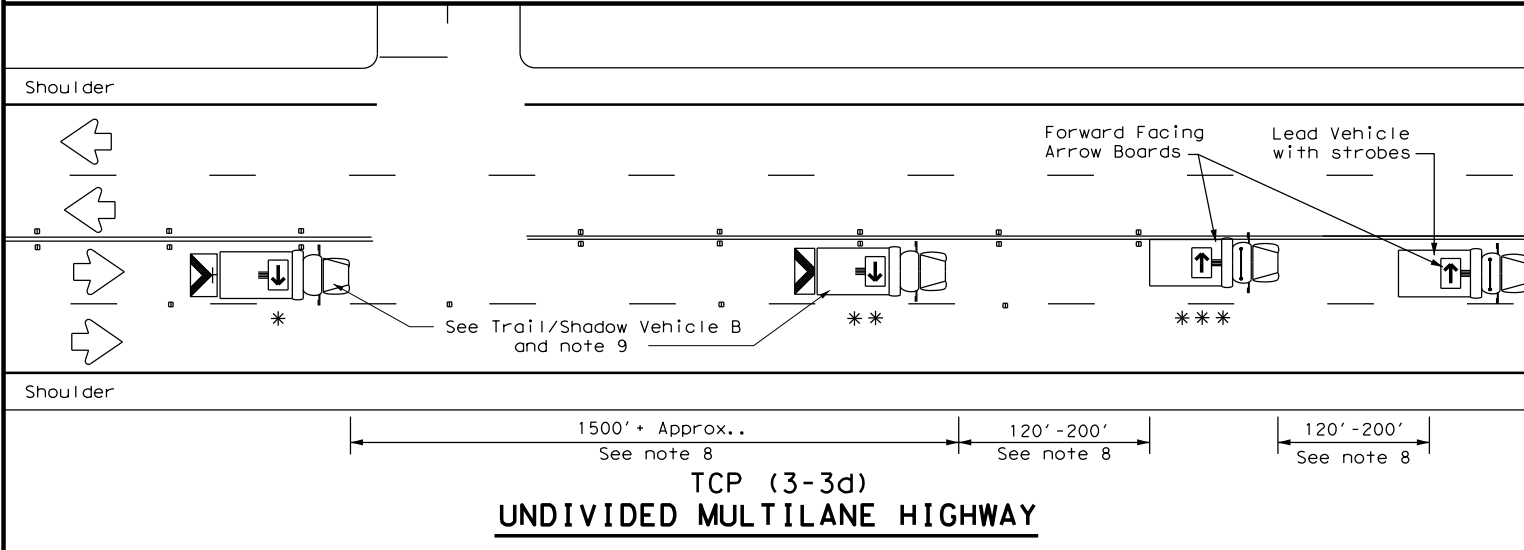 Shoulder
Forward Facing
Arrow Boards
Lead Vehicle
with strobes
*
* *
* * *
See Trail/Shadow Vehicle B
and note 9
Shoulder
1500'+ Approx..
See note 8
120'-200'
See note 8
120'-200'
See note 8
TCP (3-3d)
UNDIVIDED MULTILANE HIGHWAY